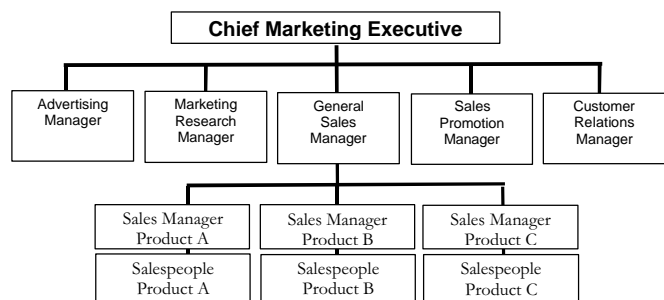 Chief Marketing Executive
Advertising
Manager
Marketing
Research
Manager
General
Sales
Manager
Sales
Promotion
Manager
Customer
Relations
Manager
Sales Manager
Product A
Sales Manager
Product B
Sales Manager
Product C
Salespeople
Product A
Salespeople
Product B
Salespeople
Product C